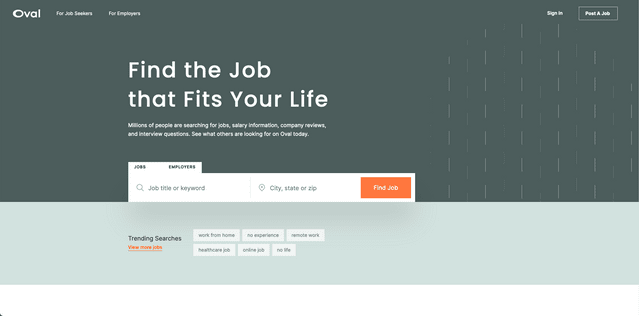 Oval For Job Seekers For Employers Sign In Post A Job
Find the Job
that Fits Your Life
Millions of people are searching for jobs, salary information, company reviews,
and interview questions. See what others are looking for on Oval today.
JOBS EMPLOYERS
Job title or keyword City, state or zip Find Job
Trending Searches work from home no experience remote work
View more jobs healthcare job online job no life